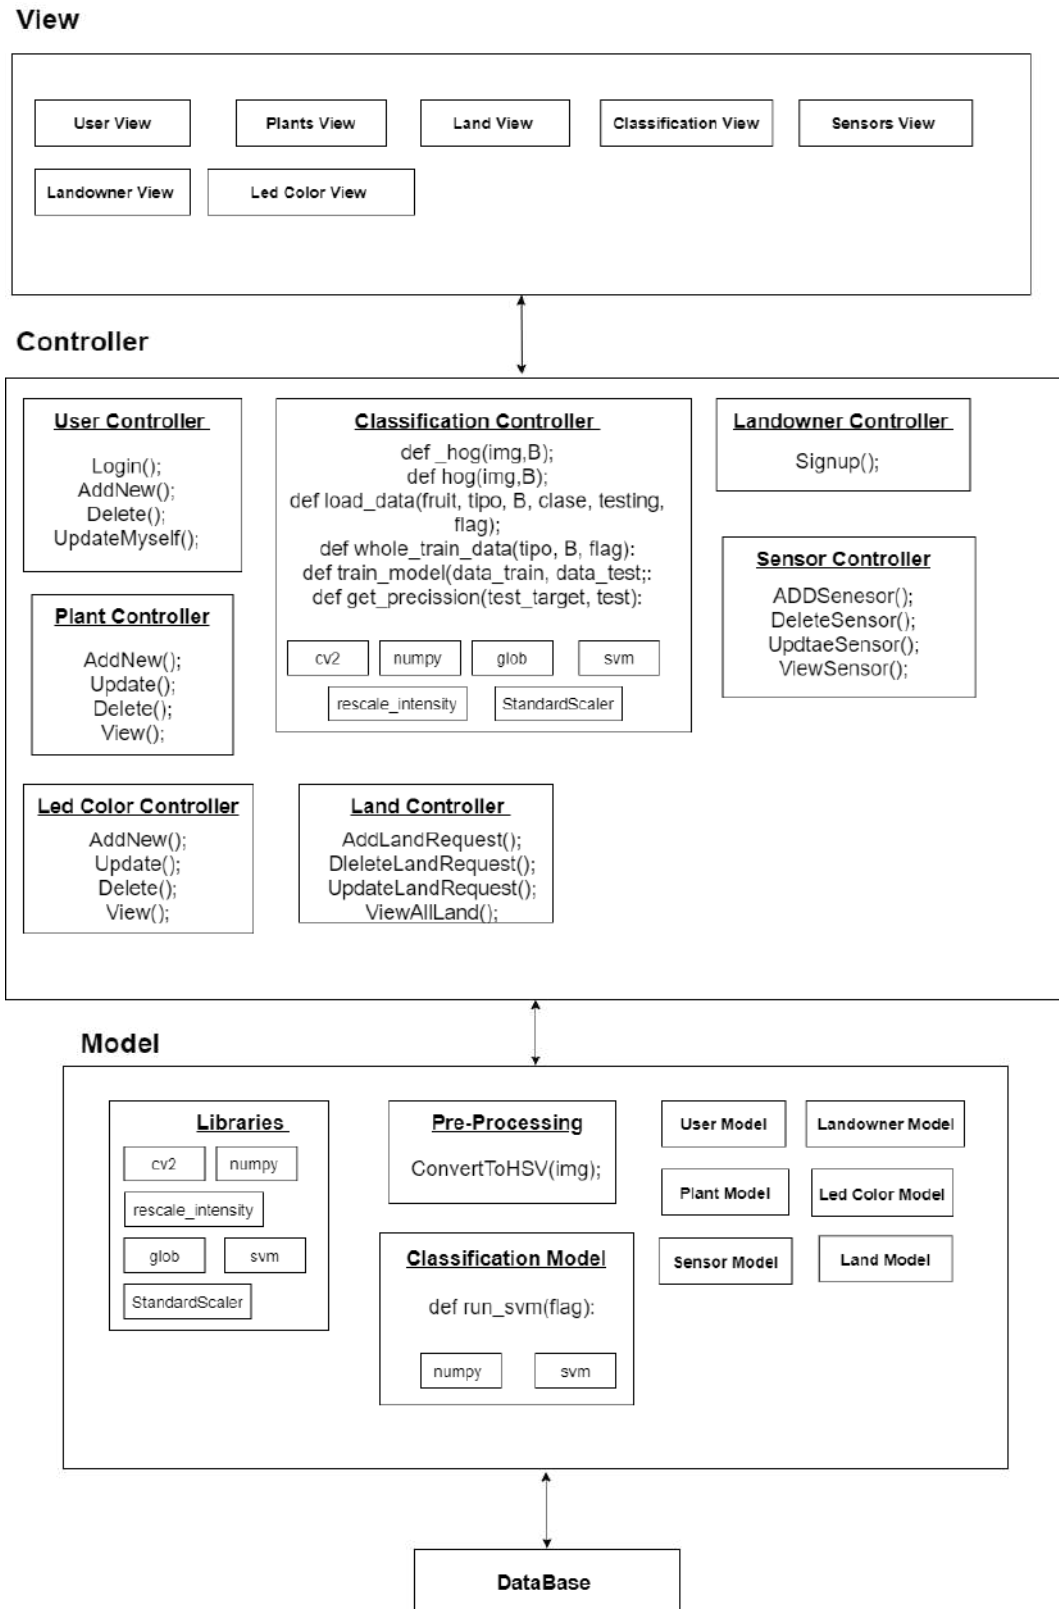 View
User View
Plants View
Land View
Classification View
Sensors View
Landowner View
Led Color View
Controller
User Controller
Login();
AddNew();
Delete();
UpdateMyself();
Classification Controller
def _hog(img,B);
def hog(img,B);
def load_data(fruit, tipo, B, clase, testing,
flag);
def whole_train_data(tipo, B, flag):
def train_model(data_train, data_test;:
def get_precission(test_target, test):
cv2
numpy
glob
svm
rescale_intensity
StandardScaler
Landowner Controller
Signup();
Sensor Controller
ADDSenesor();
DeleteSensor();
UpdtaeSensor();
ViewSensor();
Plant Controller
AddNew();
Update();
Delete();
View();
Led Color Controller
AddNew();
Update();
Delete();
View();
Land Controller
AddLandRequest();
DleleteLandRequest();
UpdateLandRequest();
ViewAllLand();
Model
Libraries
cv2
numpy
rescale_intensity
glob
svm
StandardScaler
Pre-Processing
ConvertToHSV(img);
Classification Model
def run_svm(flag):
numpy
svm
User Model
Landowner Model
Plant Model
Led Color Model
Sensor Model
Land Model
DataBase